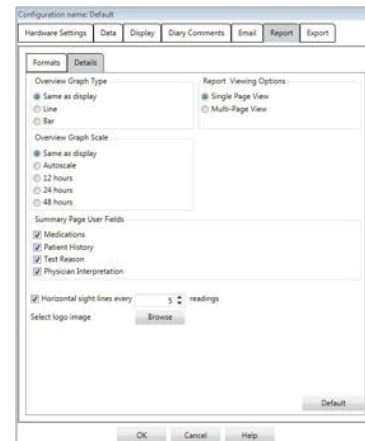 Configuration name: Default
Hardware Settings Data Display Diary Comments Email Report Export
Formats Details
Overview Graph Type
Same as display
Line
Bar
Report Viewing Options
Single Page View
Multi-Page View
Overview Graph Scale
Same as display
Autoscale
12 hours
24 hours
48 hours
Summary Page User Fields
Medications
Patient History
Test Reason
Physician Interpretation
Horizontal sight lines every 5 readings
Select logo image Browse
Default
OK Cancel Help